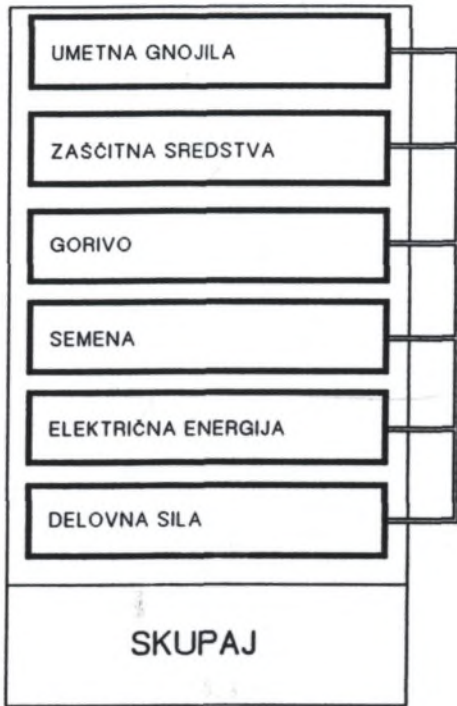 UMETNA GNOJILA
ZAŠČITNA SREDSTVA
GORIVO
SEMENA
ELEKTRIČNA ENERGIJA
DELOVNA SILA
SKUPAJ